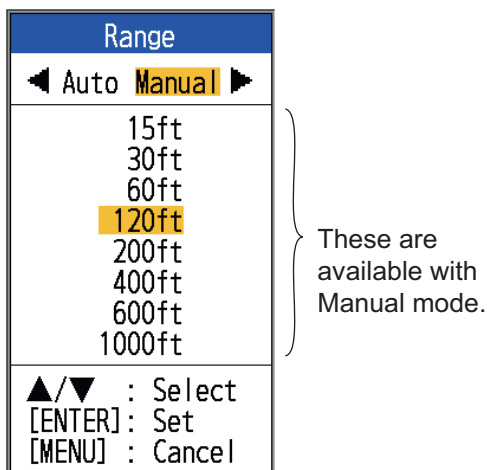 Range
◀ Auto Manual ▶
15ft
30ft
60ft
120ft
200ft
400ft
600ft
1000ft
These are
available with
Manual mode.
▲/▼ : Select
[ENTER]: Set
[MENU] : Cancel